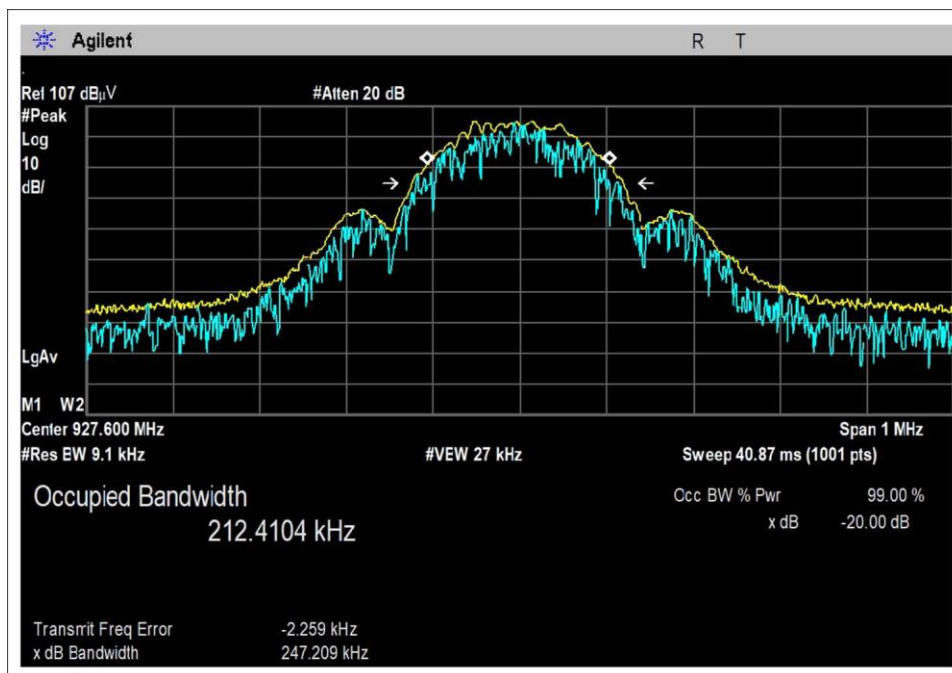 Agilent R T
Ref 107 dBµV #Atten 20 dB
#Peak
Log
10
dB/
LgAv
M1 W2
Center 927.600 MHz Span 1 MHz
#Res BW 9.1 kHz #VEW 27 kHz Sweep 40.87 ms (1001 pts)
Occupied Bandwidth Occ BW % Pwr 99.00 %
212.4104 kHz x dB -20.00 dB
Transmit Freq Error -2.259 kHz
x dB Bandwidth 247.209 kHz